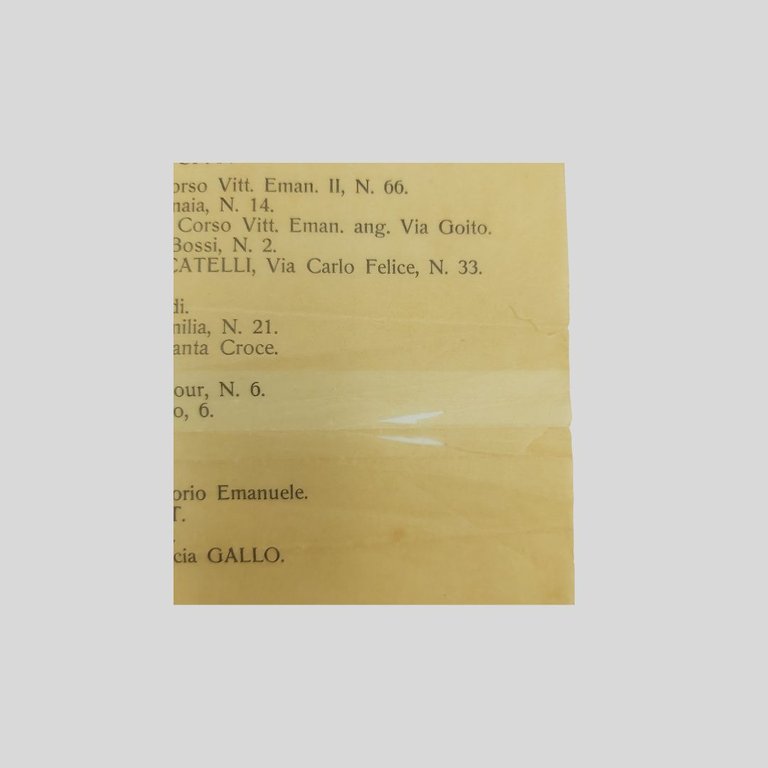 orso Vitt. Eman. II, N. 66.
naia, N. 14.
Corso Vitt. Eman. ang. Via Goito.
Bossi, N. 2.
CATELLI, Via Carlo Felice, N. 33.
di.
milia, N. 21.
anta Croce.
our, N. 6.
o, 6.
orio Emanuele.
T.
cia GALLO.